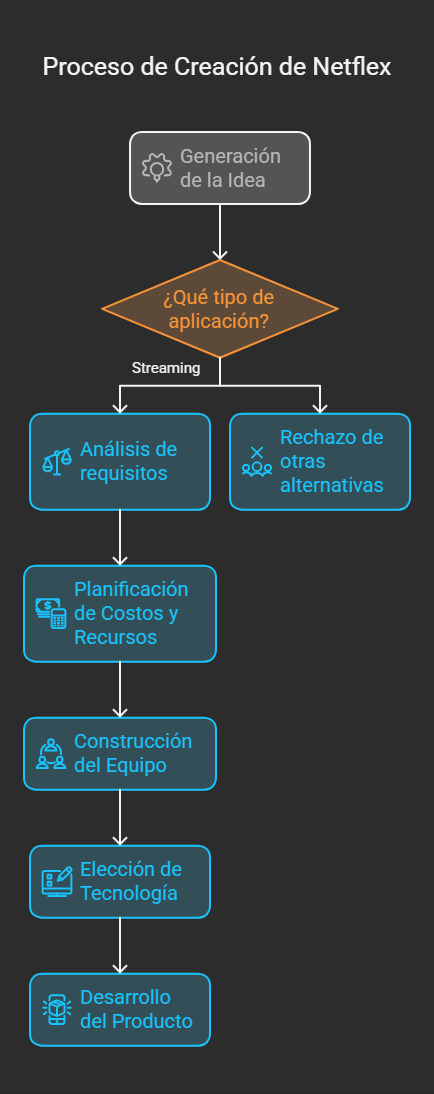 Proceso de Creación de Netflex
Generación
de la Idea
¿Qué tipo de
aplicación?
Streaming
Análisis de
requisitos
Rechazo de
otras
alternativas
Planificación
de Costos y
Recursos
Construcción
del Equipo
Elección de
Tecnología
Desarrollo
del Producto